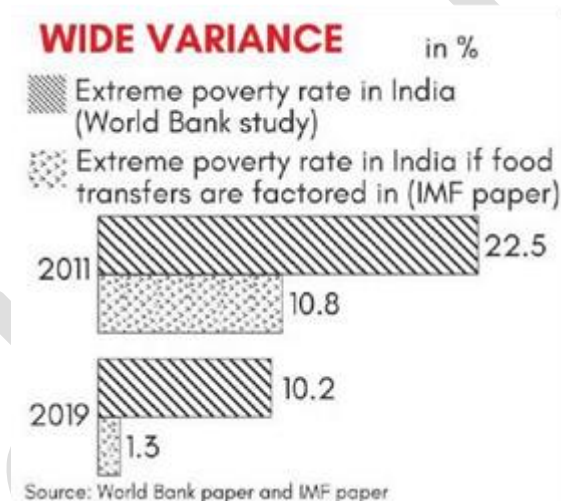 WIDE VARIANCE in %
Extreme poverty rate in India
(World Bank study)
Extreme poverty rate in India if food
transfers are factored in (IMF paper)
22.5
2011
10.8
10.2
2019
1.3
Source: World Bank paper and IMF paper